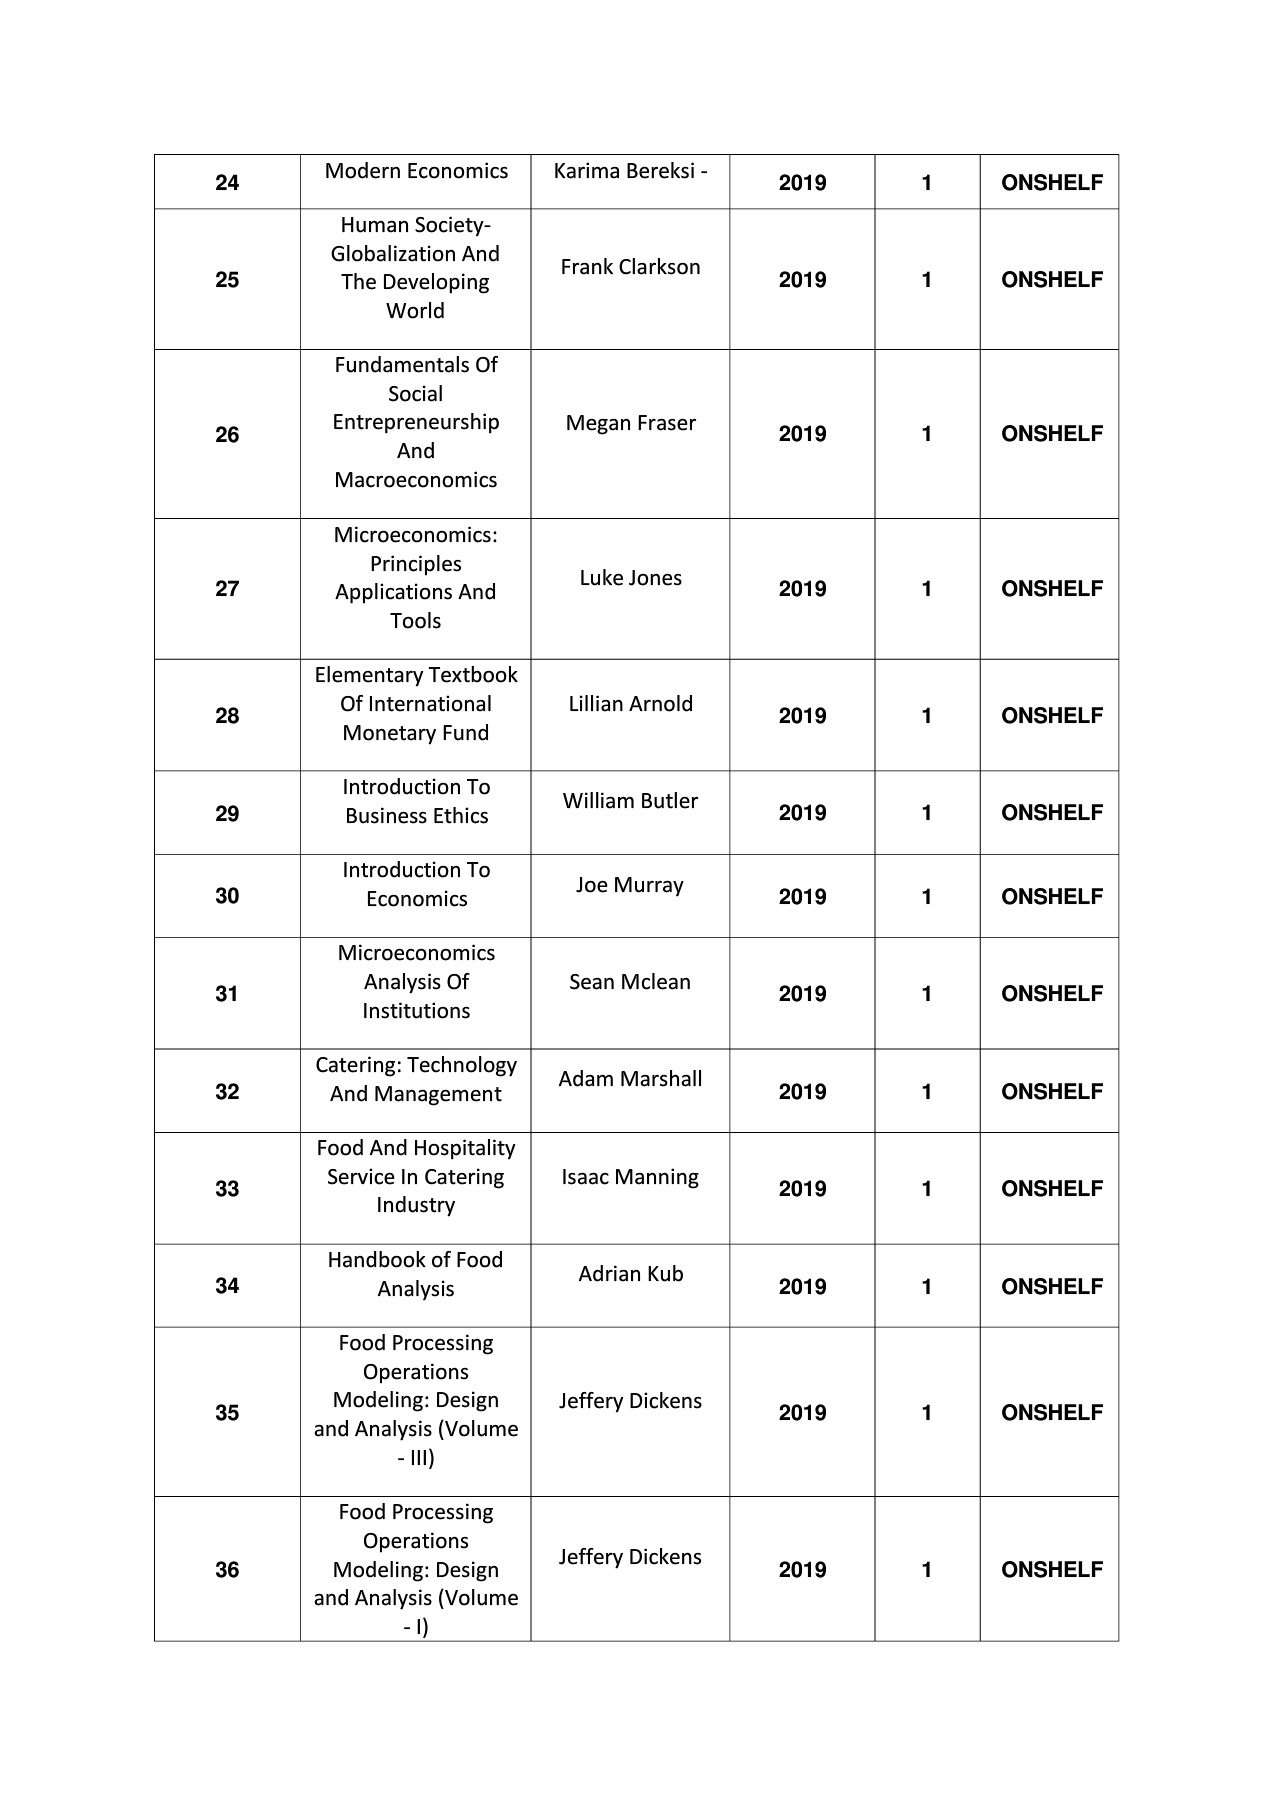 24
Modern Economics
Karima Bereksi -
2019
1
ONSHELF
25
Human Society-
Globalization And
The Developing
World
Frank Clarkson
2019
1
ONSHELF
26
Fundamentals Of
Social
Entrepreneurship
And
Macroeconomics
Megan Fraser
2019
1
ONSHELF
27
Microeconomics:
Principles
Applications And
Tools
Luke Jones
2019
1
ONSHELF
28
Elementary Textbook
Of International
Monetary Fund
Lillian Arnold
2019
1
ONSHELF
29
Introduction To
Business Ethics
William Butler
2019
1
ONSHELF
30
Introduction To
Economics
Joe Murray
2019
1
ONSHELF
31
Microeconomics
Analysis Of
Institutions
Sean Mclean
2019
1
ONSHELF
32
Catering: Technology
And Management
Adam Marshall
2019
1
ONSHELF
33
Food And Hospitality
Service In Catering
Industry
Isaac Manning
2019
1
ONSHELF
34
Handbook of Food
Analysis
Adrian Kub
2019
1
ONSHELF
35
Food Processing
Operations
Modeling: Design
and Analysis (Volume
- III)
Jeffery Dickens
2019
1
ONSHELF
36
Food Processing
Operations
Modeling: Design
and Analysis (Volume
- I)
Jeffery Dickens
2019
1
ONSHELF